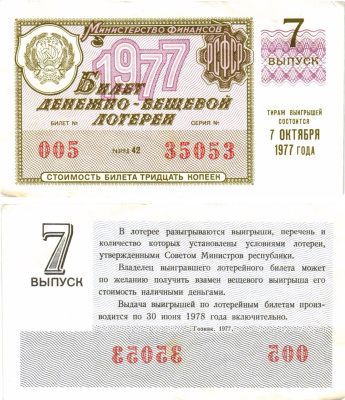 Министерство Финансов
РСФСР
1977
Билет
ДЕНЕЖНО-ВЕЩЕВОЙ
ЛОТЕРЕИ
БИЛЕТ № СЕРИЯ №
005 РАЗРЯД 42 35053
СТОИМОСТЬ БИЛЕТА ТРИДЦАТЬ КОПЕЕК
7
ВЫПУСК
ТИРАЖ ВЫИГРЫШЕЙ
СОСТОИТСЯ
7 ОКТЯБРЯ
1977 ГОДА
7
ВЫПУСК
В лотерее разыгрываются выигрыши, перечень и
количество которых установлены условиями лотереи,
утвержденными Советом Министров республики.
Владелец выигравшего лотерейного билета может
по желанию получить взамен вещевого выигрыша его
стоимость наличными деньгами.
Выдача выигрышей по лотерейным билетам произ-
водится по 30 июня 1978 года включительно.
Гознак. 1977.
35053 005